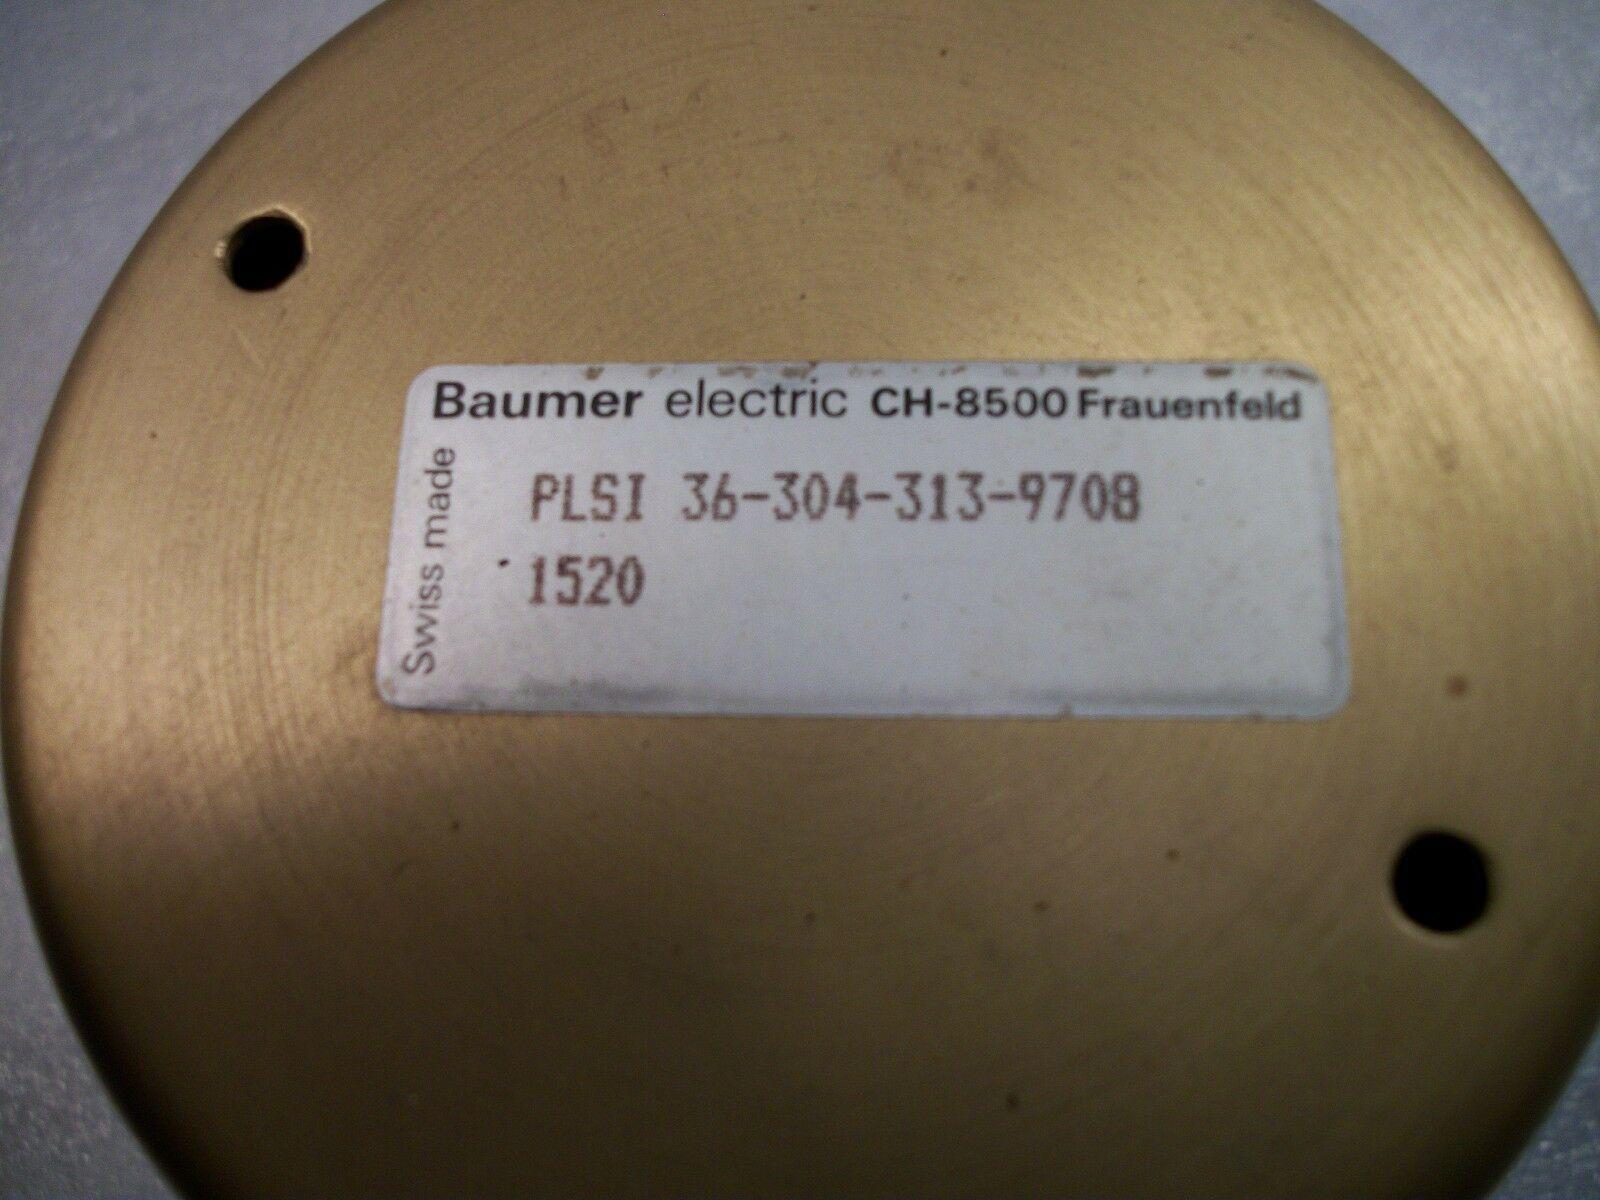 Baumer electric CH-8500 Frauenfeld
Swiss made
PLSI 36-304-313-9708
1520